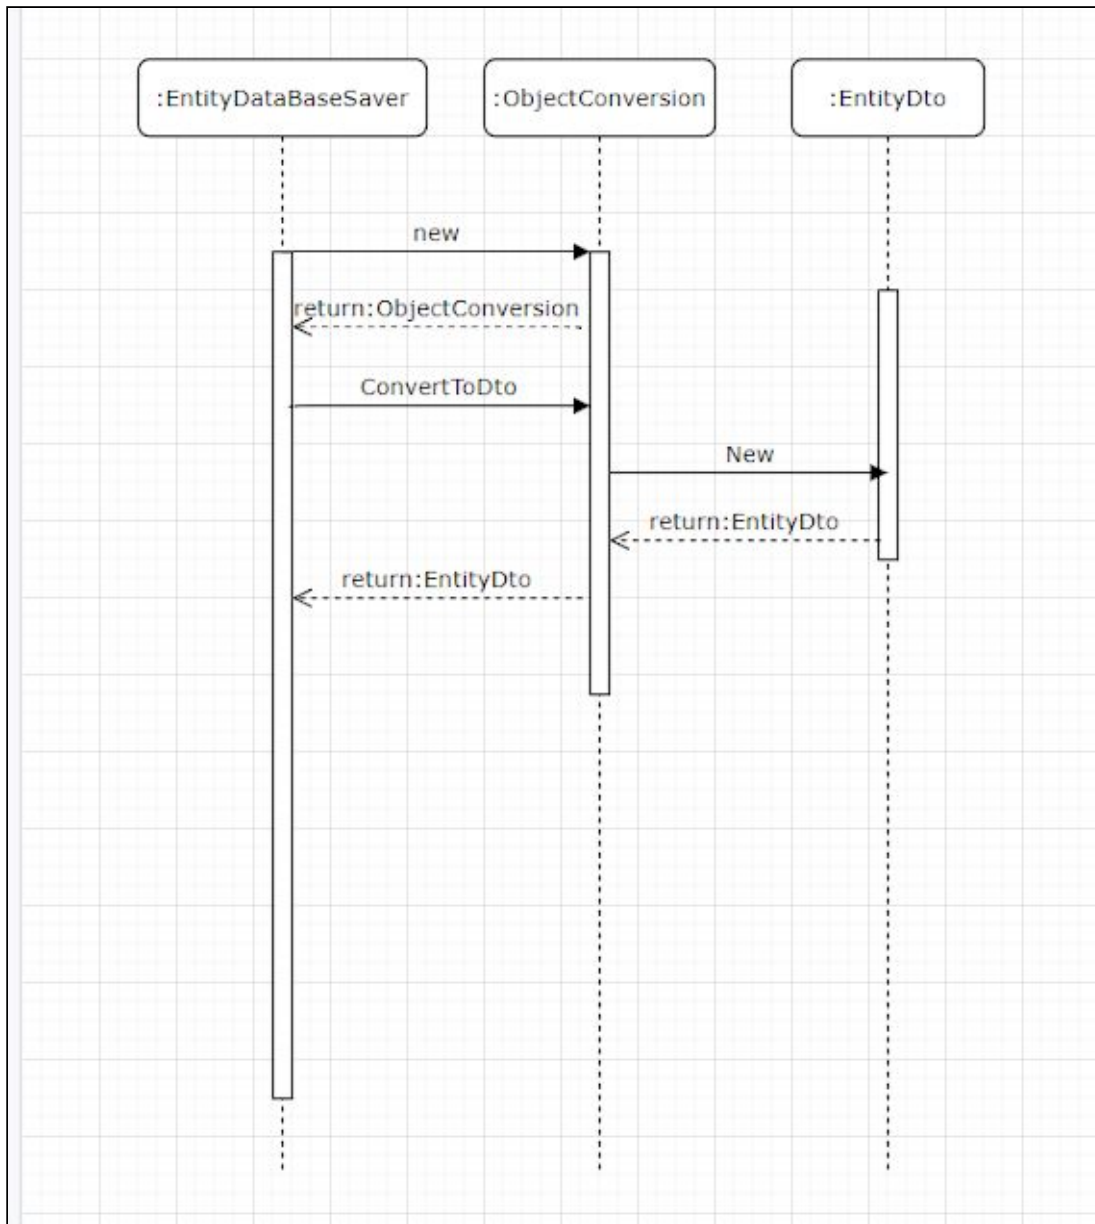 :EntityDataBaseSaver
:ObjectConversion
:EntityDto
new
return:ObjectConversion
ConvertToDto
New
return:EntityDto
return:EntityDto